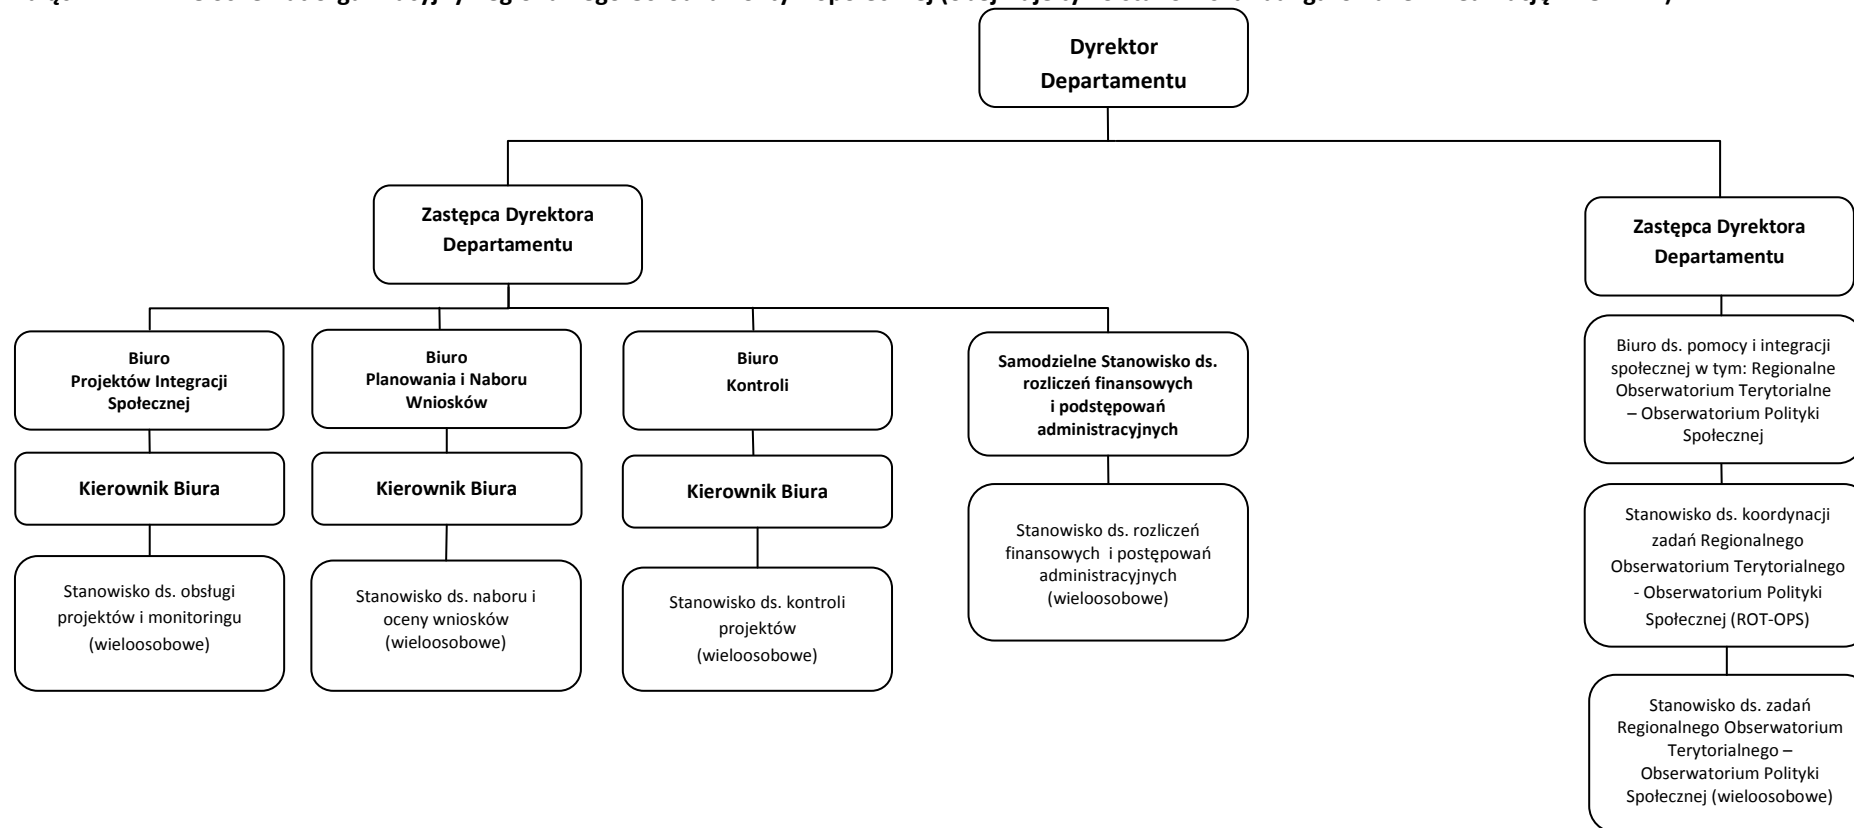 Dyrektor
Departamentu
Zastępca Dyrektora
Departamentu
Zastępca Dyrektora
Departamentu
Biuro
Projektów Integracji
Społecznej
Biuro
Planowania i Naboru
Wniosków
Biuro
Kontroli
Samodzielne Stanowisko ds.
rozliczeń finansowych
i podstępowań
administracyjnych
Biuro ds. pomocy i integracji
społecznej w tym: Regionalne
Obserwatorium Terytorialne
– Obserwatorium Polityki
Społecznej
Kierownik Biura
Kierownik Biura
Kierownik Biura
Stanowisko ds. obsługi
projektów i monitoringu
(wieloosobowe)
Stanowisko ds. naboru i
oceny wniosków
(wieloosobowe)
Stanowisko ds. kontroli
projektów
(wieloosobowe)
Stanowisko ds. rozliczeń
finansowych i postępowań
administracyjnych
(wieloosobowe)
Stanowisko ds. koordynacji
zadań Regionalnego
Obserwatorium Terytorialnego
- Obserwatorium Polityki
Społecznej (ROT-OPS)
Stanowisko ds. zadań
Regionalnego Obserwatorium
Terytorialnego –
Obserwatorium Polityki
Społecznej (wieloosobowe)